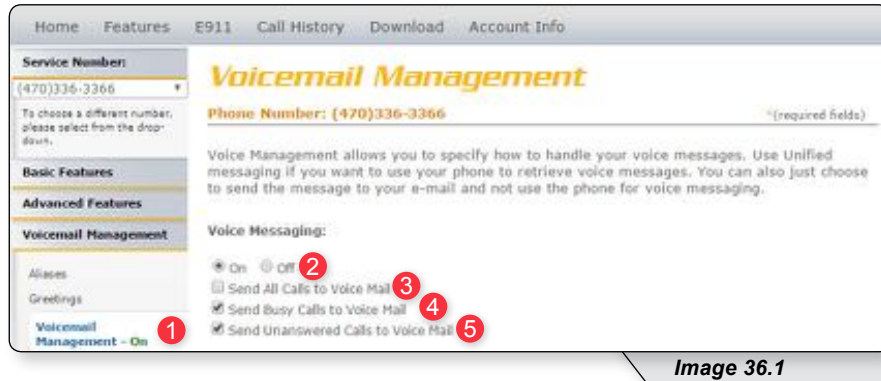 Home Features E911 Call History Download Account Info
Service Number:
(470)336-3366
To choose a different number,
please select from the drop-
down.
Basic Features
Advanced Features
Voicemail Management
Aliases
Greetings
Voicemail
Management - On
1
Voicemail Management
Phone Number: (470)336-3366
*(required fields)
Voice Management allows you to specify how to handle your voice messages. Use Unified
messaging if you want to use your phone to retrieve voice messages. You can also just choose
to send the message to your e-mail and not use the phone for voice messaging.
Voice Messaging:
On Off 2
Send All Calls to Voice Mail 3
Send Busy Calls to Voice Mail 4
Send Unanswered Calls to Voice Mail 5
Image 36.1